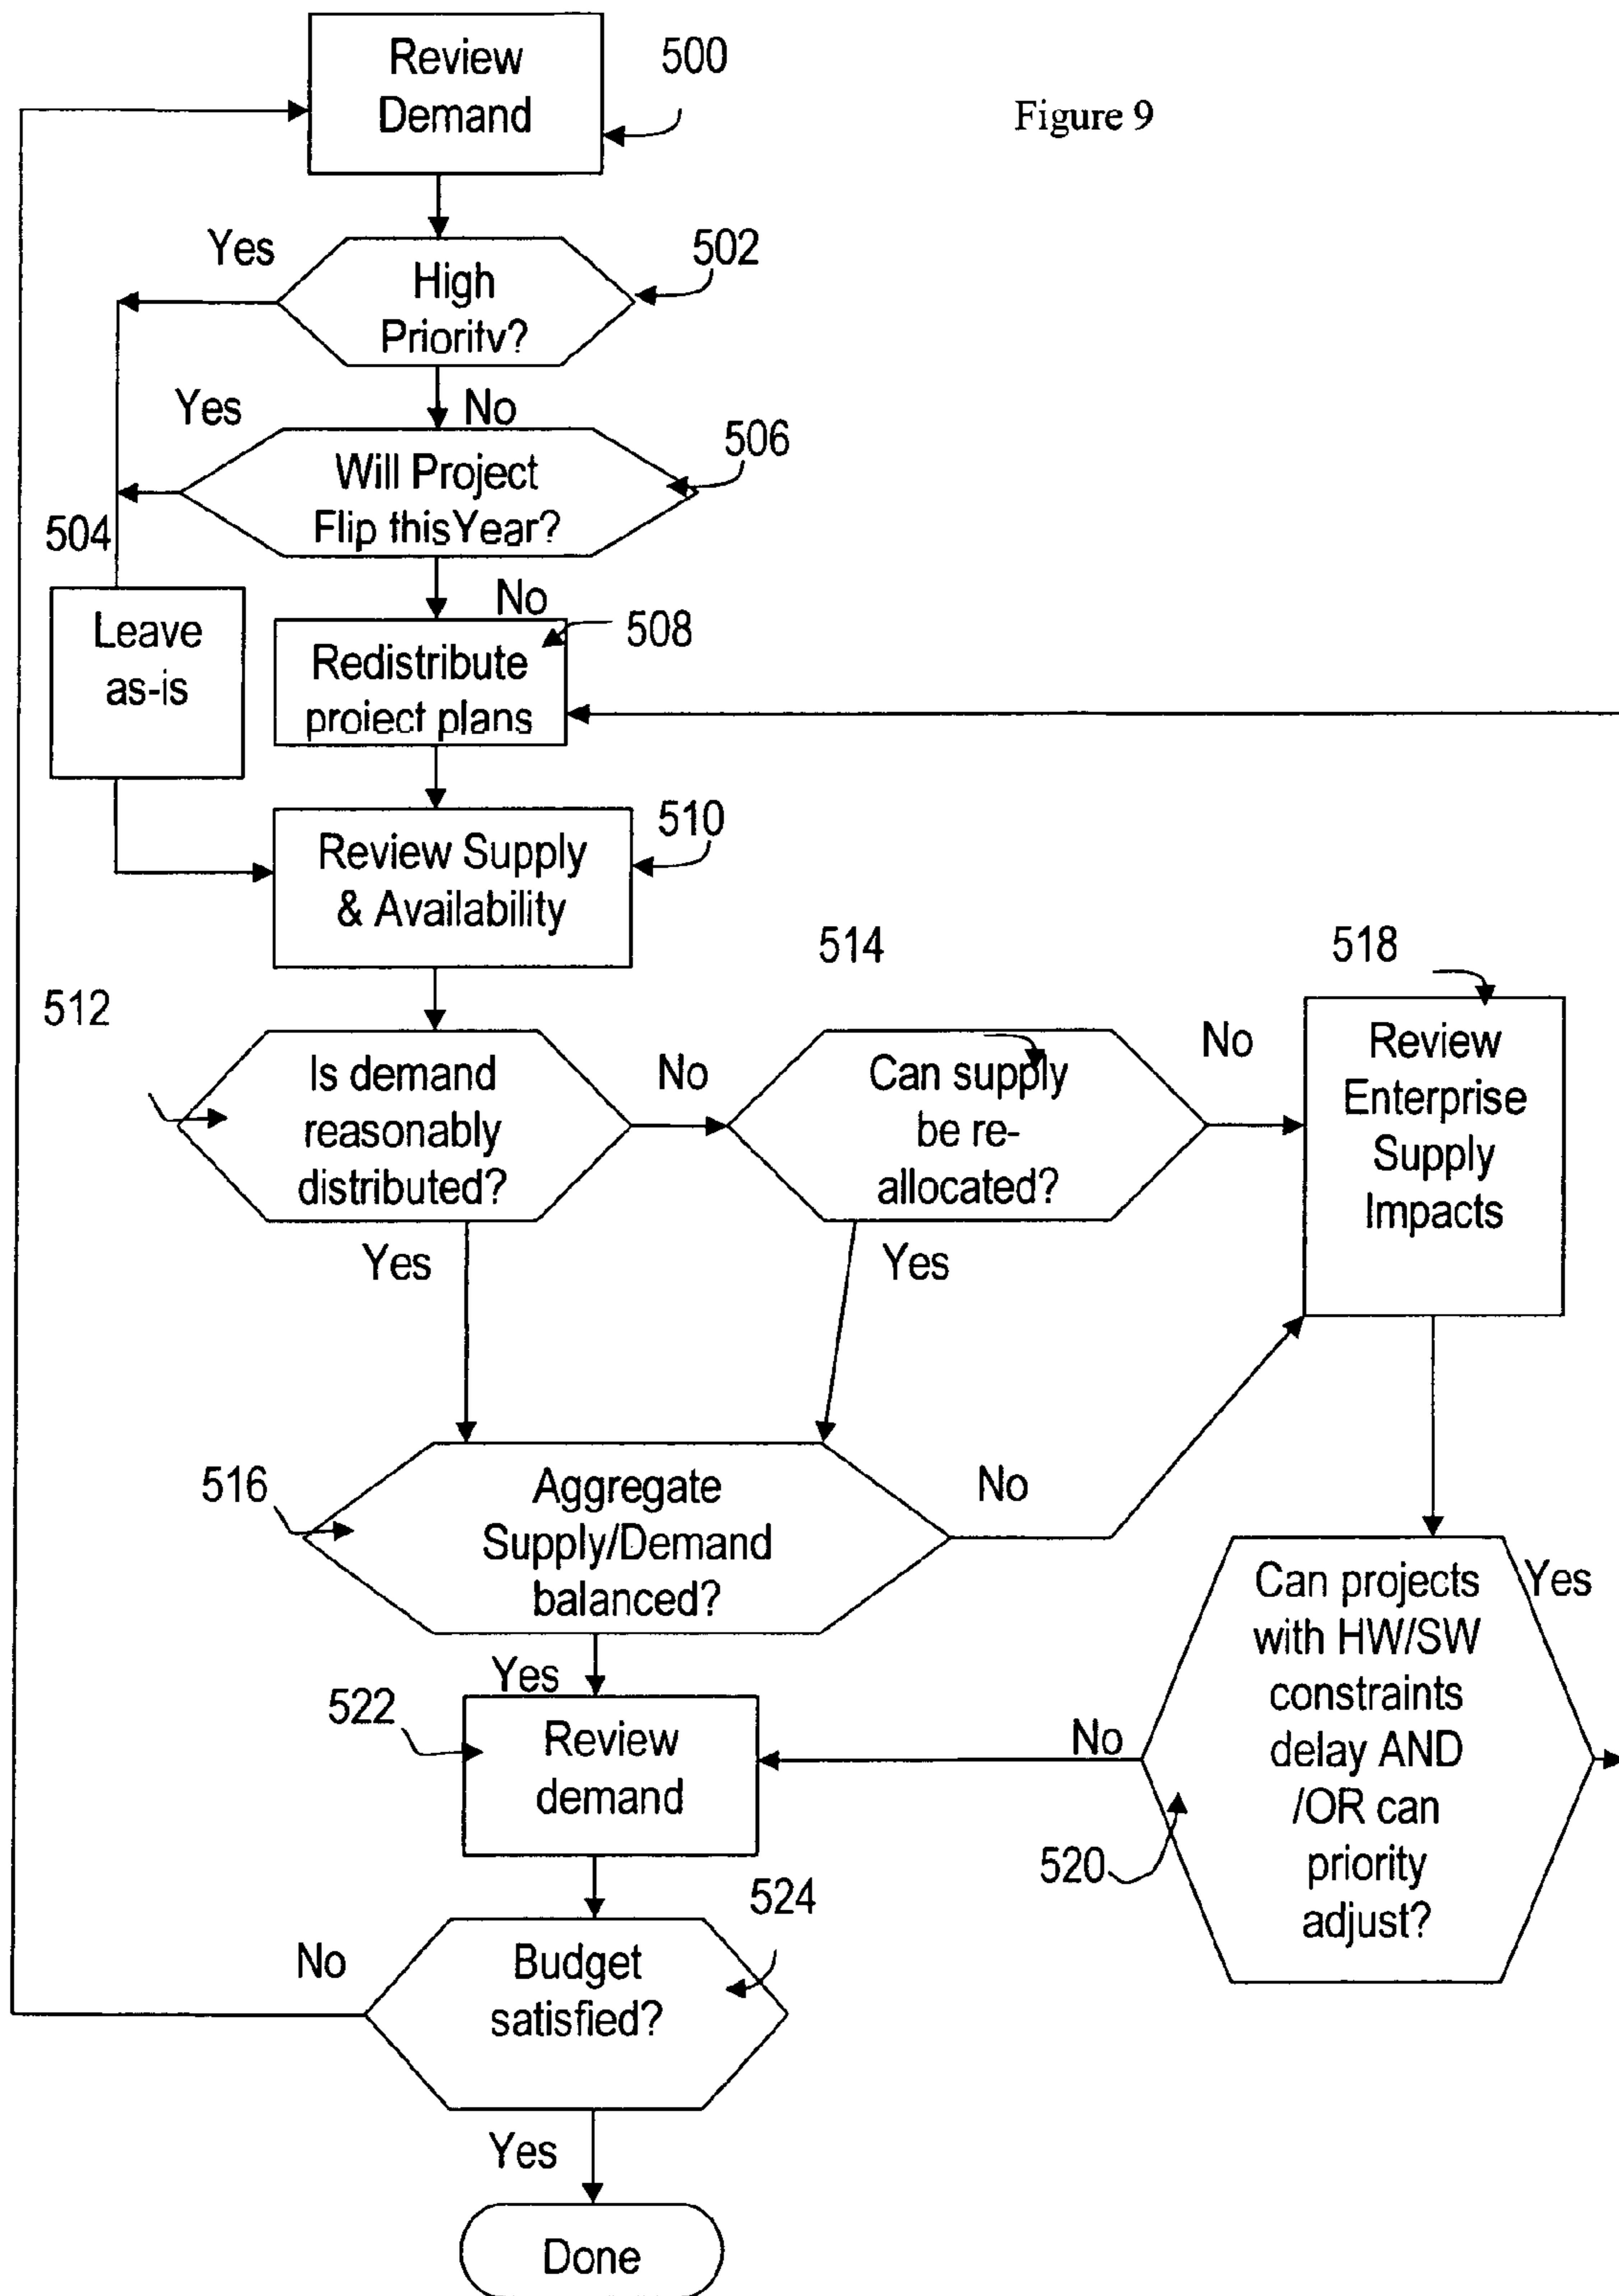 Review
Demand
500
Figure 9
Yes
High
Priority?
502
Yes
No
Will Project
Flip thisYear?
506
504
No
Leave
as-is
Redistribute
project plans
508
Review Supply
& Availability
510
512
514
518
Is demand
reasonably
distributed?
No
Can supply
be re-
allocated?
No
Review
Enterprise
Supply
Impacts
Yes
Yes
516
Aggregate
Supply/Demand
balanced?
No
Can projects
with HW/SW
constraints
delay AND
/OR can
priority
adjust?
Yes
520
Yes
522
Review
demand
No
524
No
Budget
satisfied?
Yes
Done